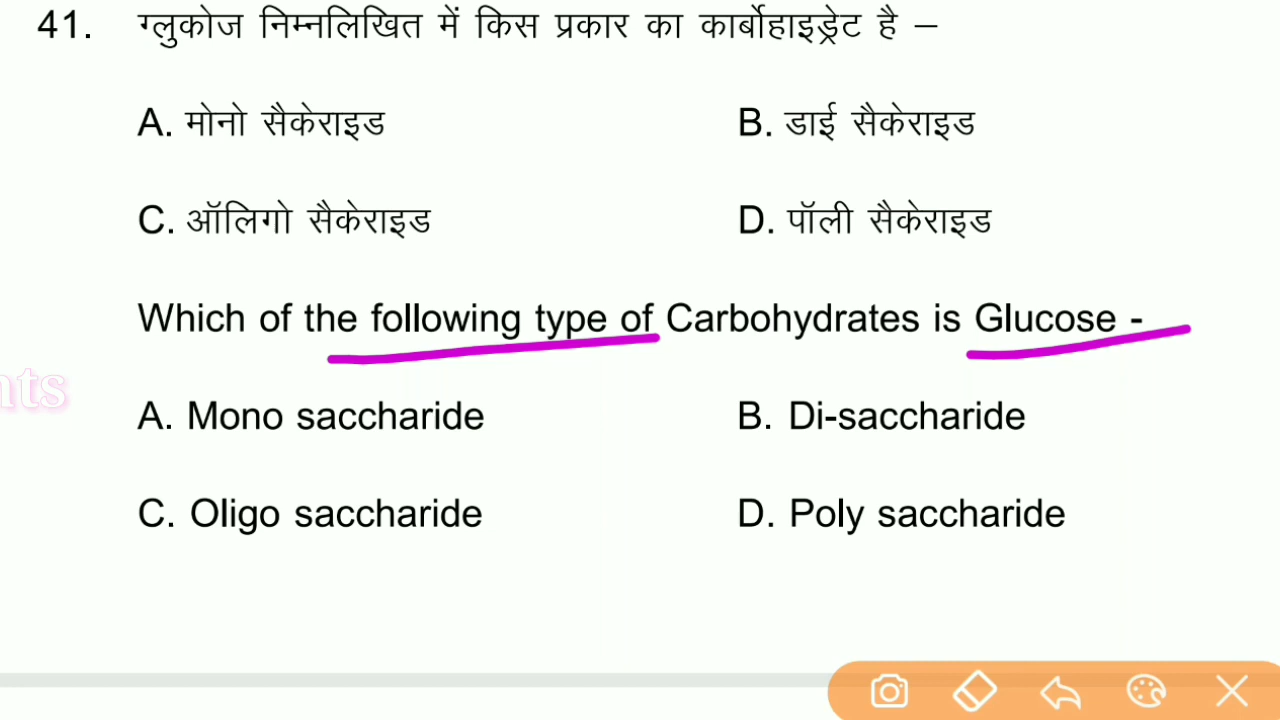 41. ग्लुकोज निम्नलिखित में किस प्रकार का कार्बोहाइड्रेट है –
A. मोनो सैकेराइड B. डाई सैकेराइड
C. ऑलिगो सैकेराइड D. पॉली सैकेराइड
Which of the following type of Carbohydrates is Glucose -
nts
A. Mono saccharide B. Di-saccharide
C. Oligo saccharide D. Poly saccharide